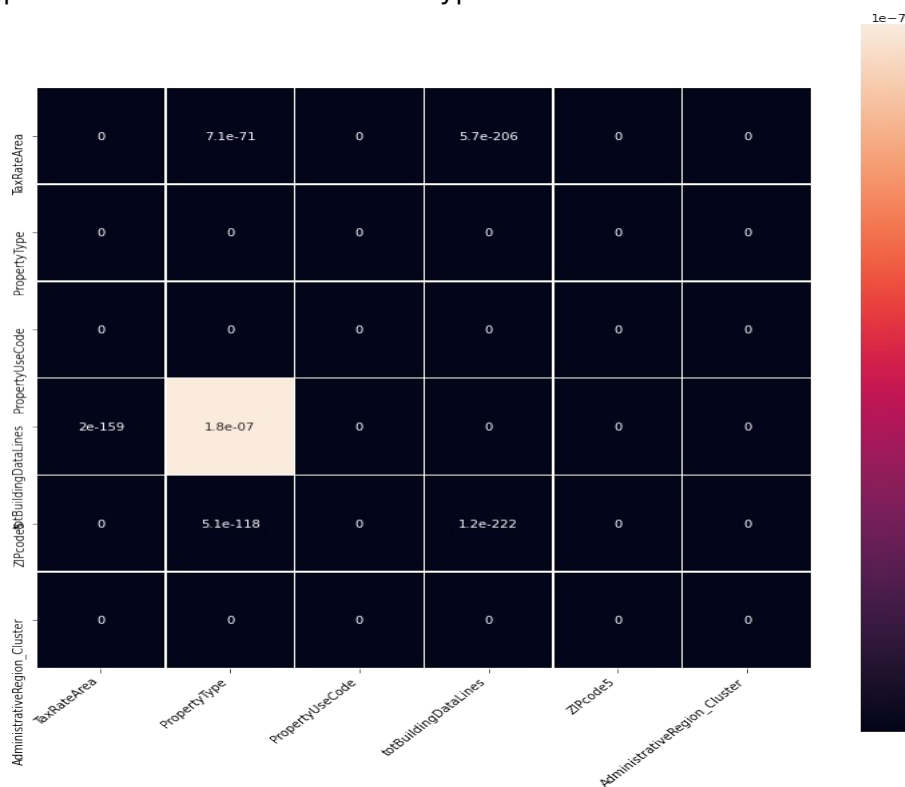 1e−7
TaxRateArea
0 7.1e-71 0 5.7e-206 0 0
PropertyType
0 0 0 0 0 0
PropertyUseCode
0 0 0 0 0 0
totBuildingDataLines
2e-159 1.8e-07 0 0 0 0
ZIPcode5
0 5.1e-118 0 1.2e-222 0 0
AdministrativeRegion_Cluster
0 0 0 0 0 0
TaxRateArea
PropertyType
PropertyUseCode
totBuildingDataLines
ZIPcode5
AdministrativeRegion_Cluster